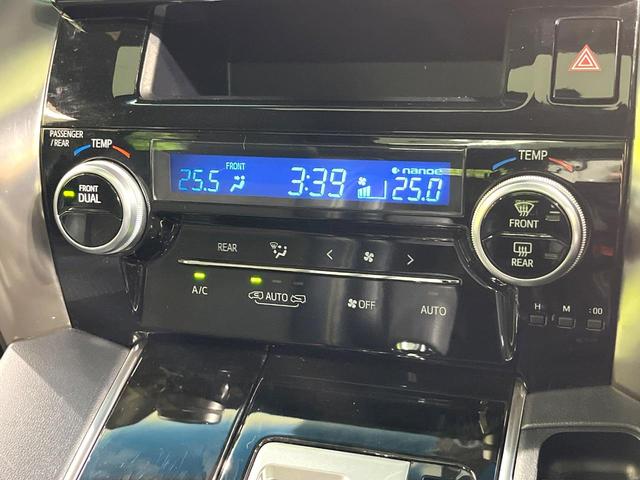 PASSENGER
/REAR
TEMP
FRONT
DUAL
FRONT
25.5
3:39
nanoe
25.0
TEMP
FRONT
REAR
REAR
A/C
AUTO
OFF
AUTO
H
M
:00